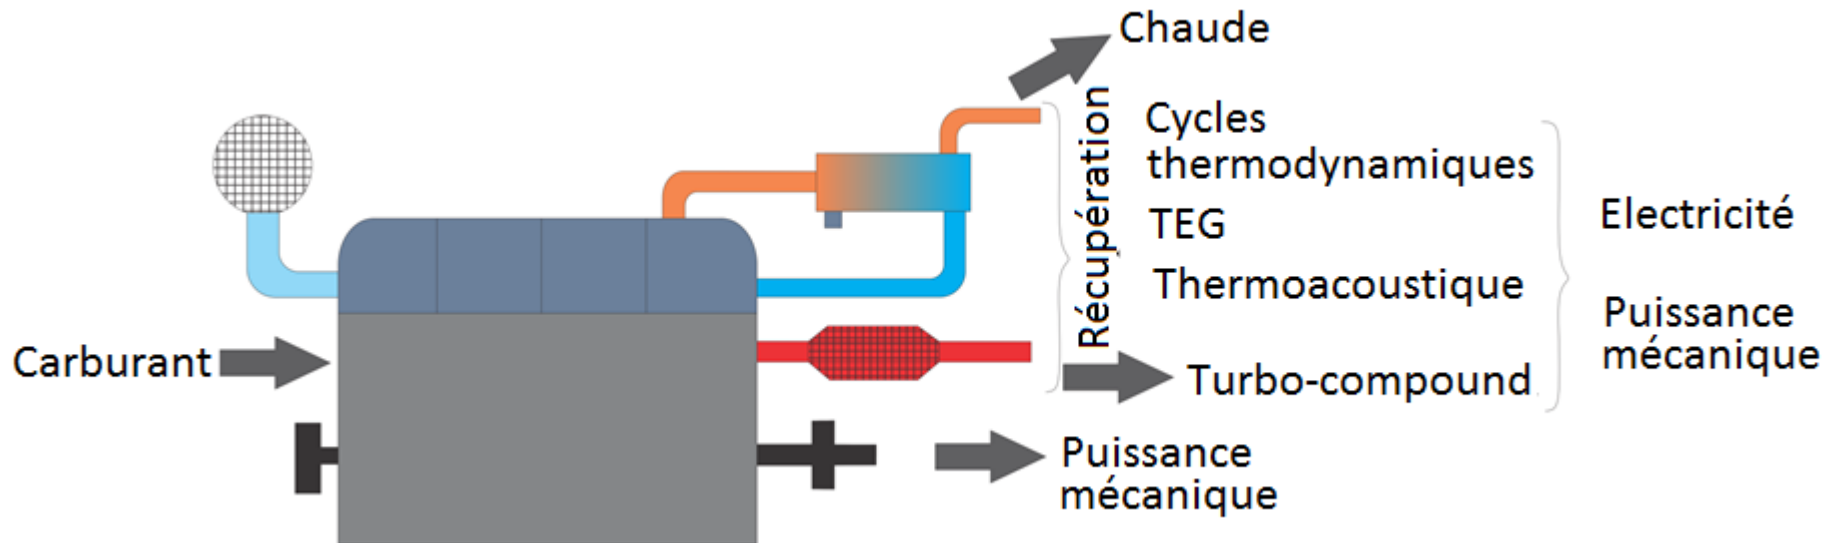 Chaude
Récupération
Cycles
thermodynamiques
TEG
Thermoacoustique
Turbo-compound
Electricité
Puissance
mécanique
Carburant
Puissance
mécanique